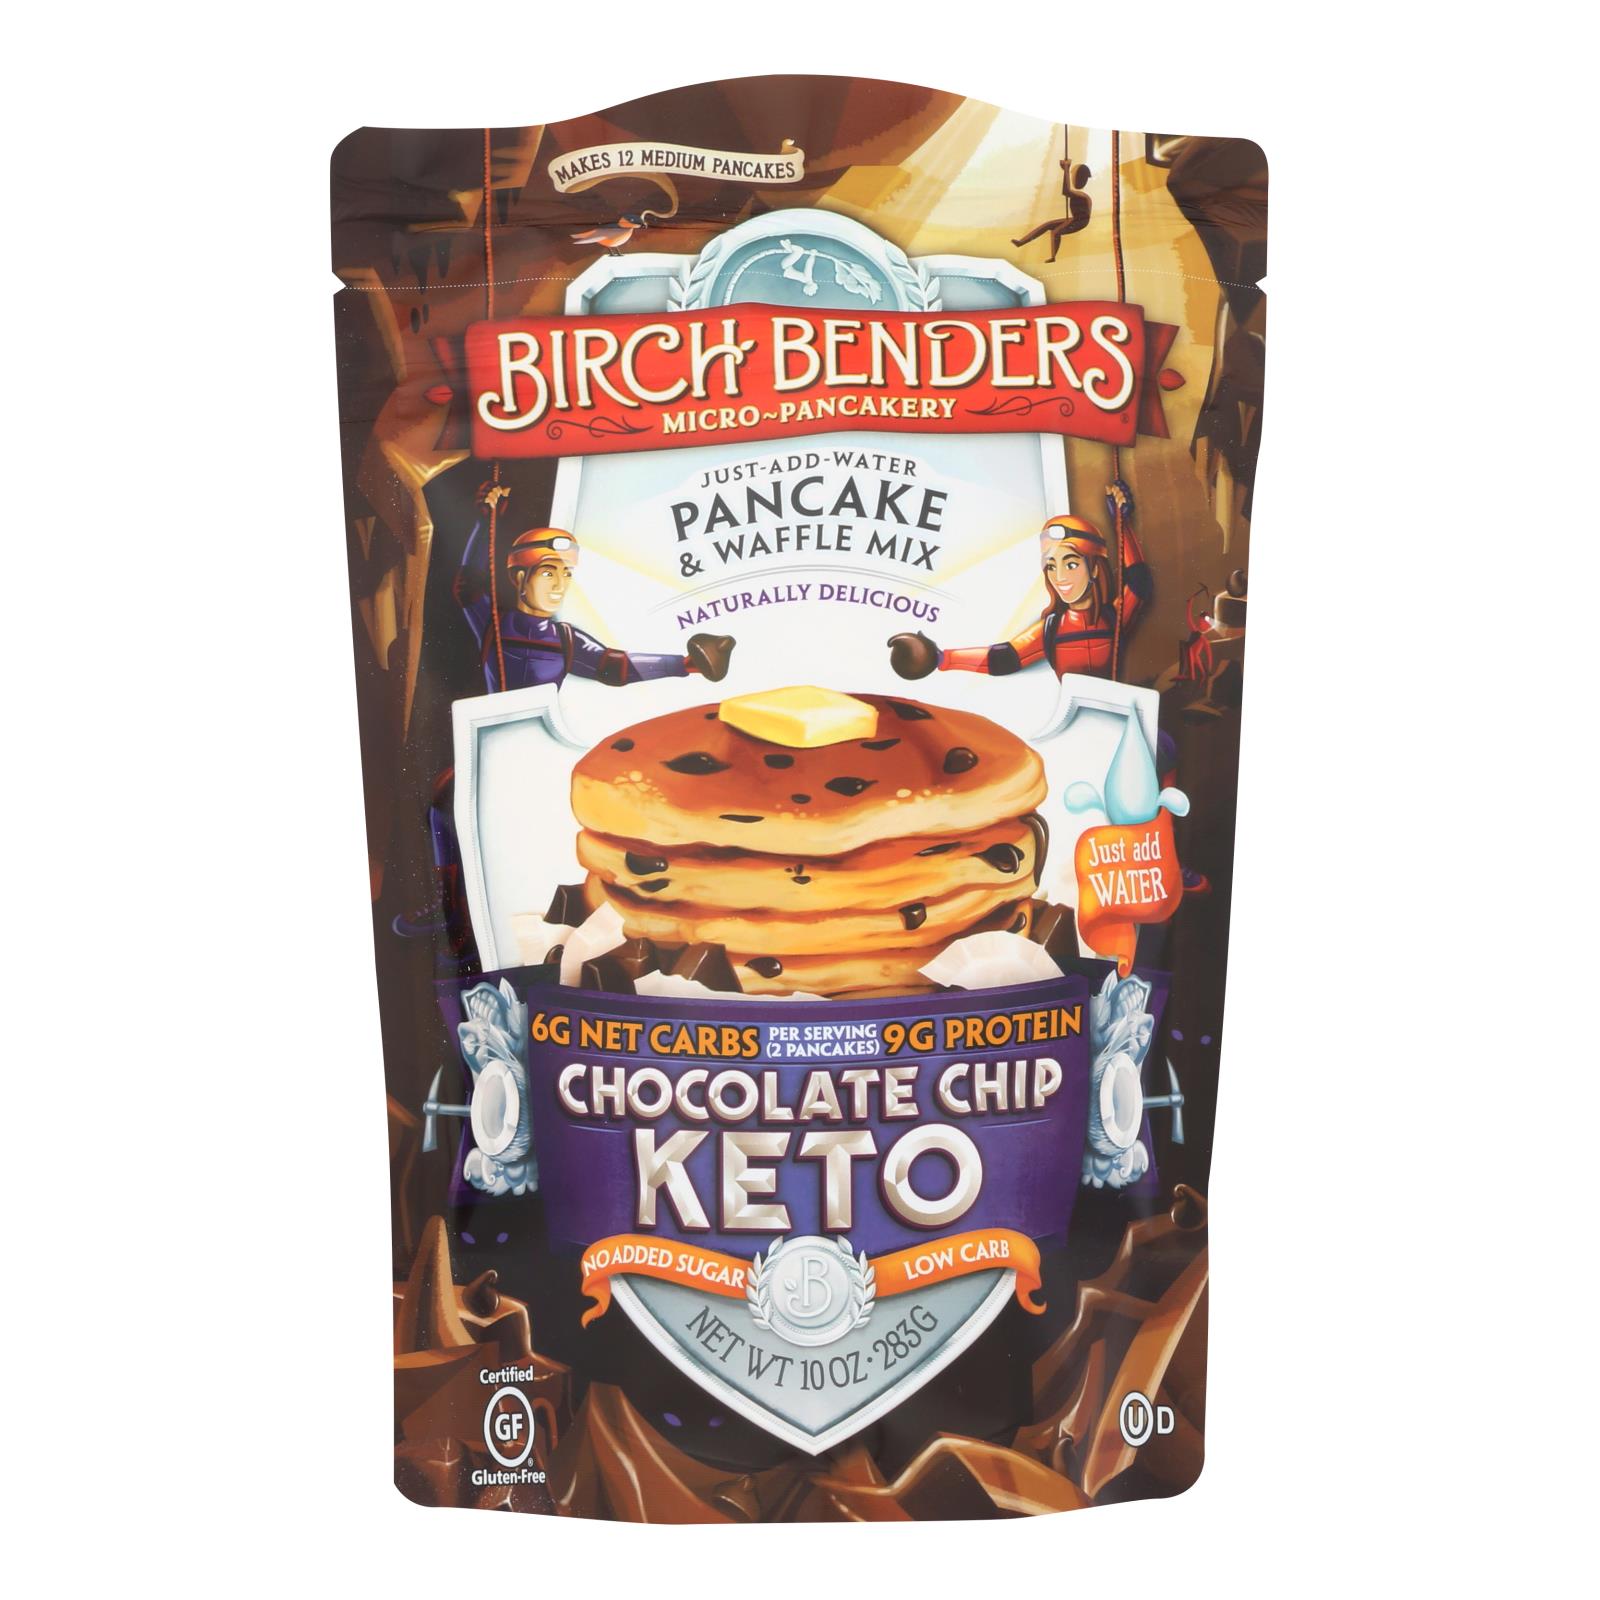 MAKES 12 MEDIUM PANCAKES
BIRCH BENDERS
MICRO~PANCAKERY
JUST-ADD-WATER
PANCAKE
& WAFFLE MIX
NATURALLY DELICIOUS
Just add
WATER
6G NET CARBS PER SERVING (2 PANCAKES) 9G PROTEIN
CHOCOLATE CHIP
KETO
NO ADDED SUGAR
LOW CARB
B
NET WT 10 OZ • 283G
Certified
GF
Gluten-Free
U D